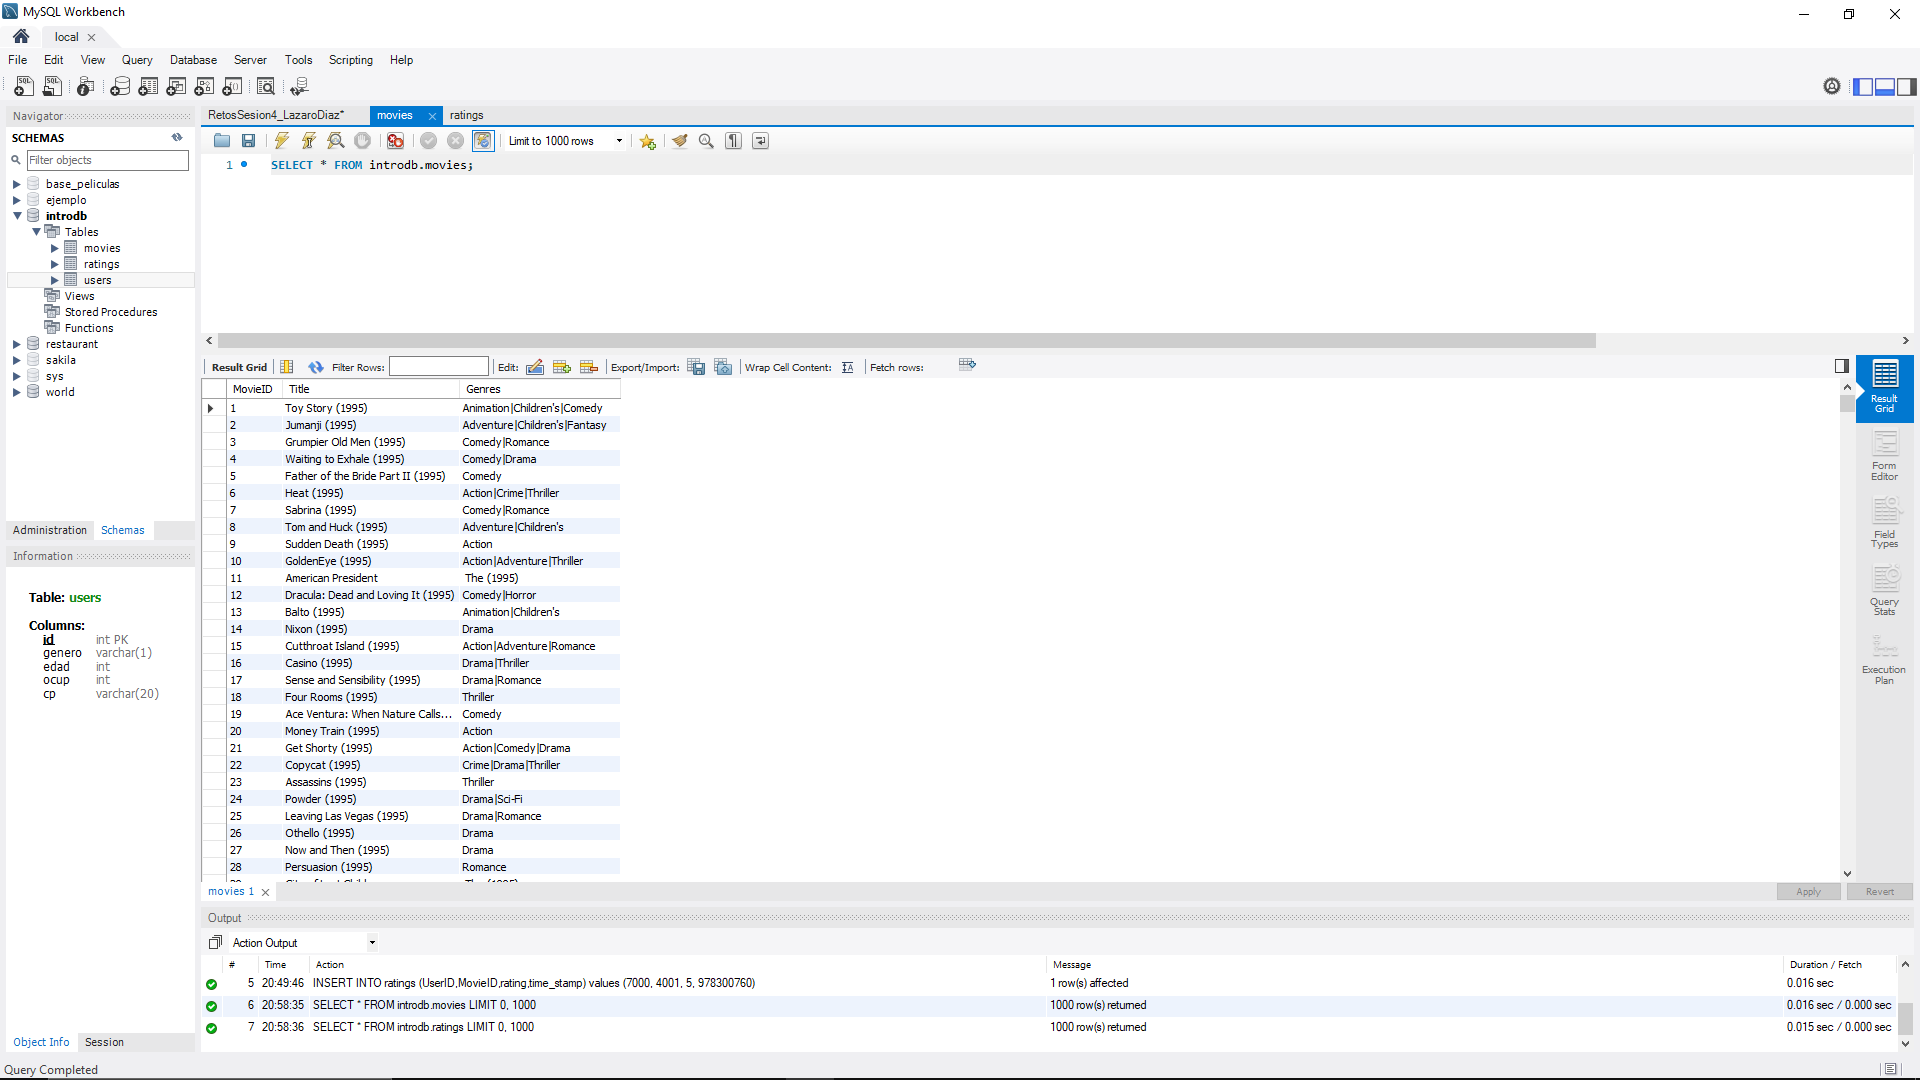 MySQL Workbench
local
File Edit View Query Database Server Tools Scripting Help
Navigator
SCHEMAS
Filter objects
base_peliculas
ejemplo
introdb
Tables
movies
ratings
users
Views
Stored Procedures
Functions
restaurant
sakila
sys
world
Administration Schemas
Information
Table: users
Columns:
id int PK
genero varchar(1)
edad int
ocup int
cp varchar(20)
Object Info Session
RetosSesion4_LazaroDiaz* movies ratings
Limit to 1000 rows
1 SELECT * FROM introdb.movies;
Result Grid Filter Rows: Edit: Export/Import: Wrap Cell Content: Fetch rows:
MovieID Title Genres
1 Toy Story (1995) Animation|Children's|Comedy
2 Jumanji (1995) Adventure|Children's|Fantasy
3 Grumpier Old Men (1995) Comedy|Romance
4 Waiting to Exhale (1995) Comedy|Drama
5 Father of the Bride Part II (1995) Comedy
6 Heat (1995) Action|Crime|Thriller
7 Sabrina (1995) Comedy|Romance
8 Tom and Huck (1995) Adventure|Children's
9 Sudden Death (1995) Action
10 GoldenEye (1995) Action|Adventure|Thriller
11 American President The (1995)
12 Dracula: Dead and Loving It (1995) Comedy|Horror
13 Balto (1995) Animation|Children's
14 Nixon (1995) Drama
15 Cutthroat Island (1995) Action|Adventure|Romance
16 Casino (1995) Drama|Thriller
17 Sense and Sensibility (1995) Drama|Romance
18 Four Rooms (1995) Thriller
19 Ace Ventura: When Nature Calls... Comedy
20 Money Train (1995) Action
21 Get Shorty (1995) Action|Comedy|Drama
22 Copycat (1995) Crime|Drama|Thriller
23 Assassins (1995) Thriller
24 Powder (1995) Drama|Sci-Fi
25 Leaving Las Vegas (1995) Drama|Romance
26 Othello (1995) Drama
27 Now and Then (1995) Drama
28 Persuasion (1995) Romance
Result
Grid
Form
Editor
Field
Types
Query
Stats
Execution
Plan
movies 1
Apply Revert
Output
Action Output
# Time Action Message Duration / Fetch
5 20:49:46 INSERT INTO ratings (UserID,MovieID,rating,time_stamp) values (7000, 4001, 5, 978300760) 1 row(s) affected 0.016 sec
6 20:58:35 SELECT * FROM introdb.movies LIMIT 0, 1000 1000 row(s) returned 0.016 sec / 0.000 sec
7 20:58:36 SELECT * FROM introdb.ratings LIMIT 0, 1000 1000 row(s) returned 0.015 sec / 0.000 sec
Query Completed